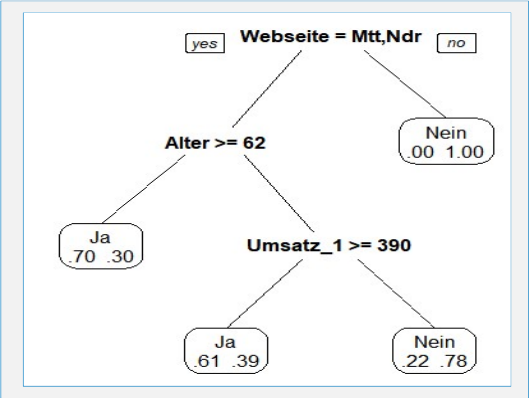 yes Webseite = Mtt,Ndr no
Nein
.00 1.00
Alter >= 62
Ja
.70 .30
Umsatz_1 >= 390
Ja
.61 .39
Nein
.22 .78